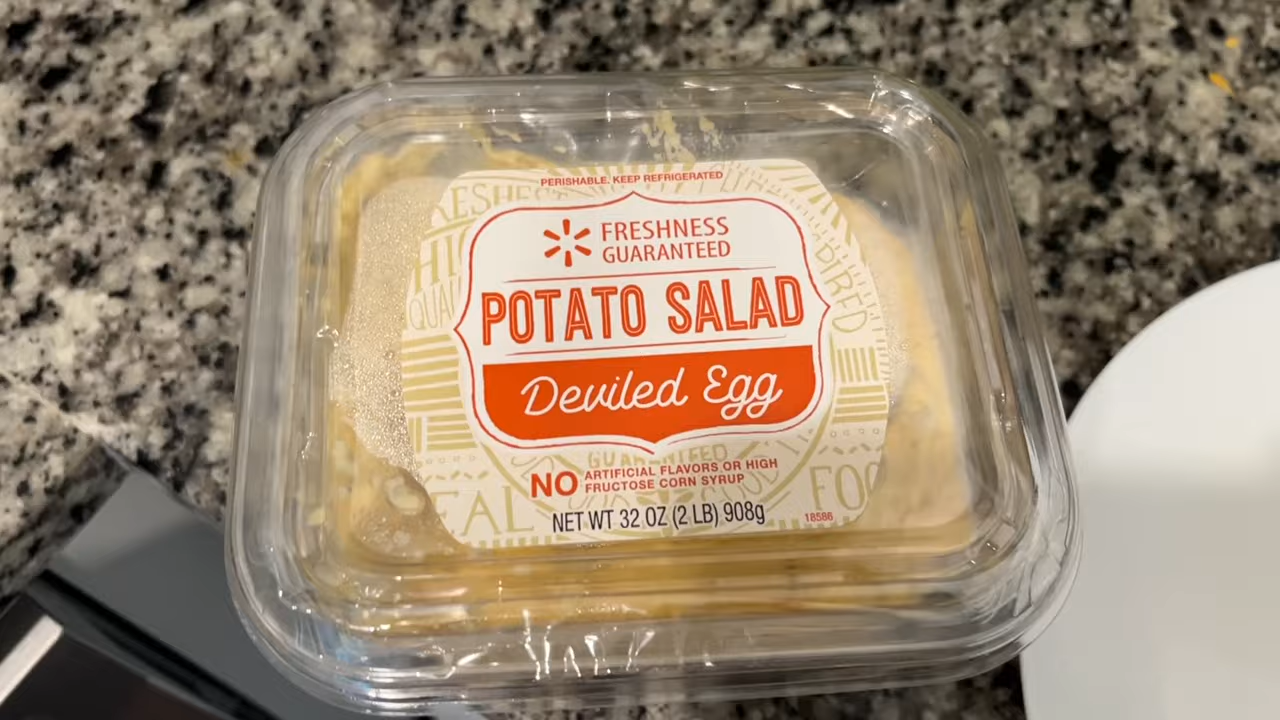 PERISHABLE. KEEP REFRIGERATED
FRESHNESS
GUARANTEED
POTATO SALAD
Deviled Egg
GUARANTEED
NO ARTIFICIAL FLAVORS OR HIGH
FRUCTOSE CORN SYRUP
NET WT 32 OZ (2 LB) 908g
18586